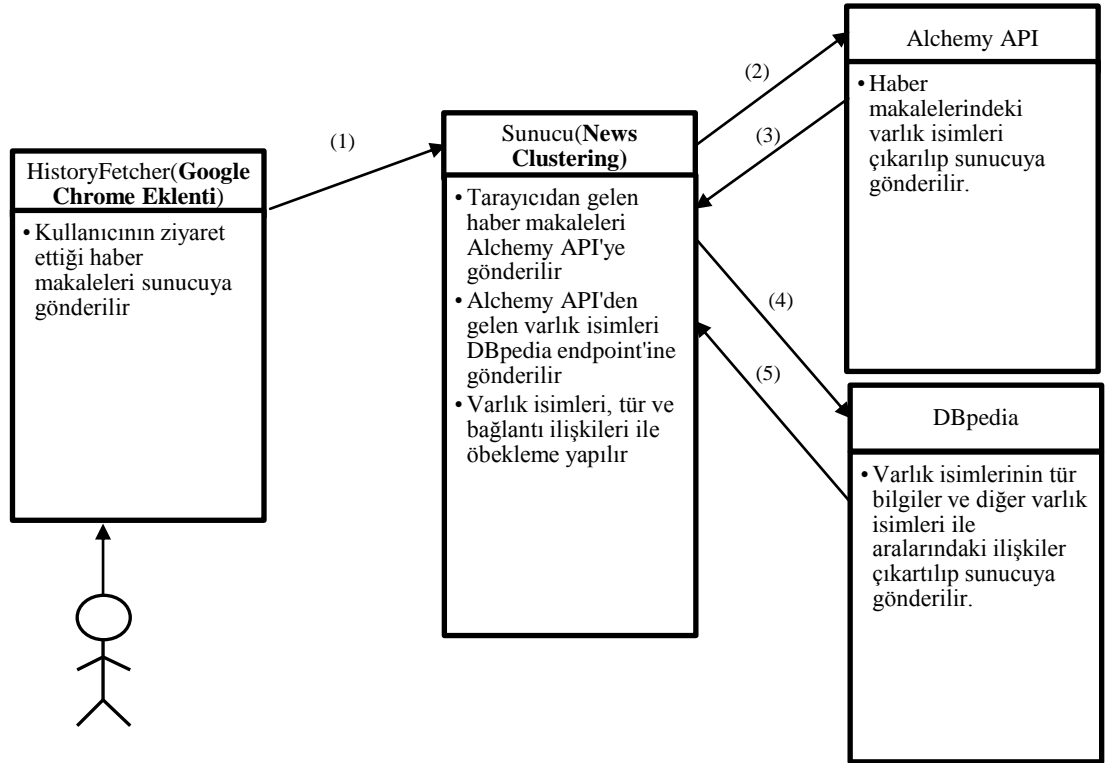 HistoryFetcher(Google
Chrome Eklenti)
• Kullanıcının ziyaret
ettiği haber
makaleleri sunucuya
gönderilir
(1)
Sunucu(News
Clustering)
• Tarayıcıdan gelen
haber makaleleri
Alchemy API'ye
gönderilir
• Alchemy API'den
gelen varlık isimleri
DBpedia endpoint'ine
gönderilir
• Varlık isimleri, tür ve
bağlantı ilişkileri ile
öbekleme yapılır
(2)
(3)
(4)
(5)
Alchemy API
• Haber
makalelerindeki
varlık isimleri
çıkarılıp sunucuya
gönderilir.
DBpedia
• Varlık isimlerinin tür
bilgiler ve diğer varlık
isimleri ile
aralarındaki ilişkiler
çıkartılıp sunucuya
gönderilir.